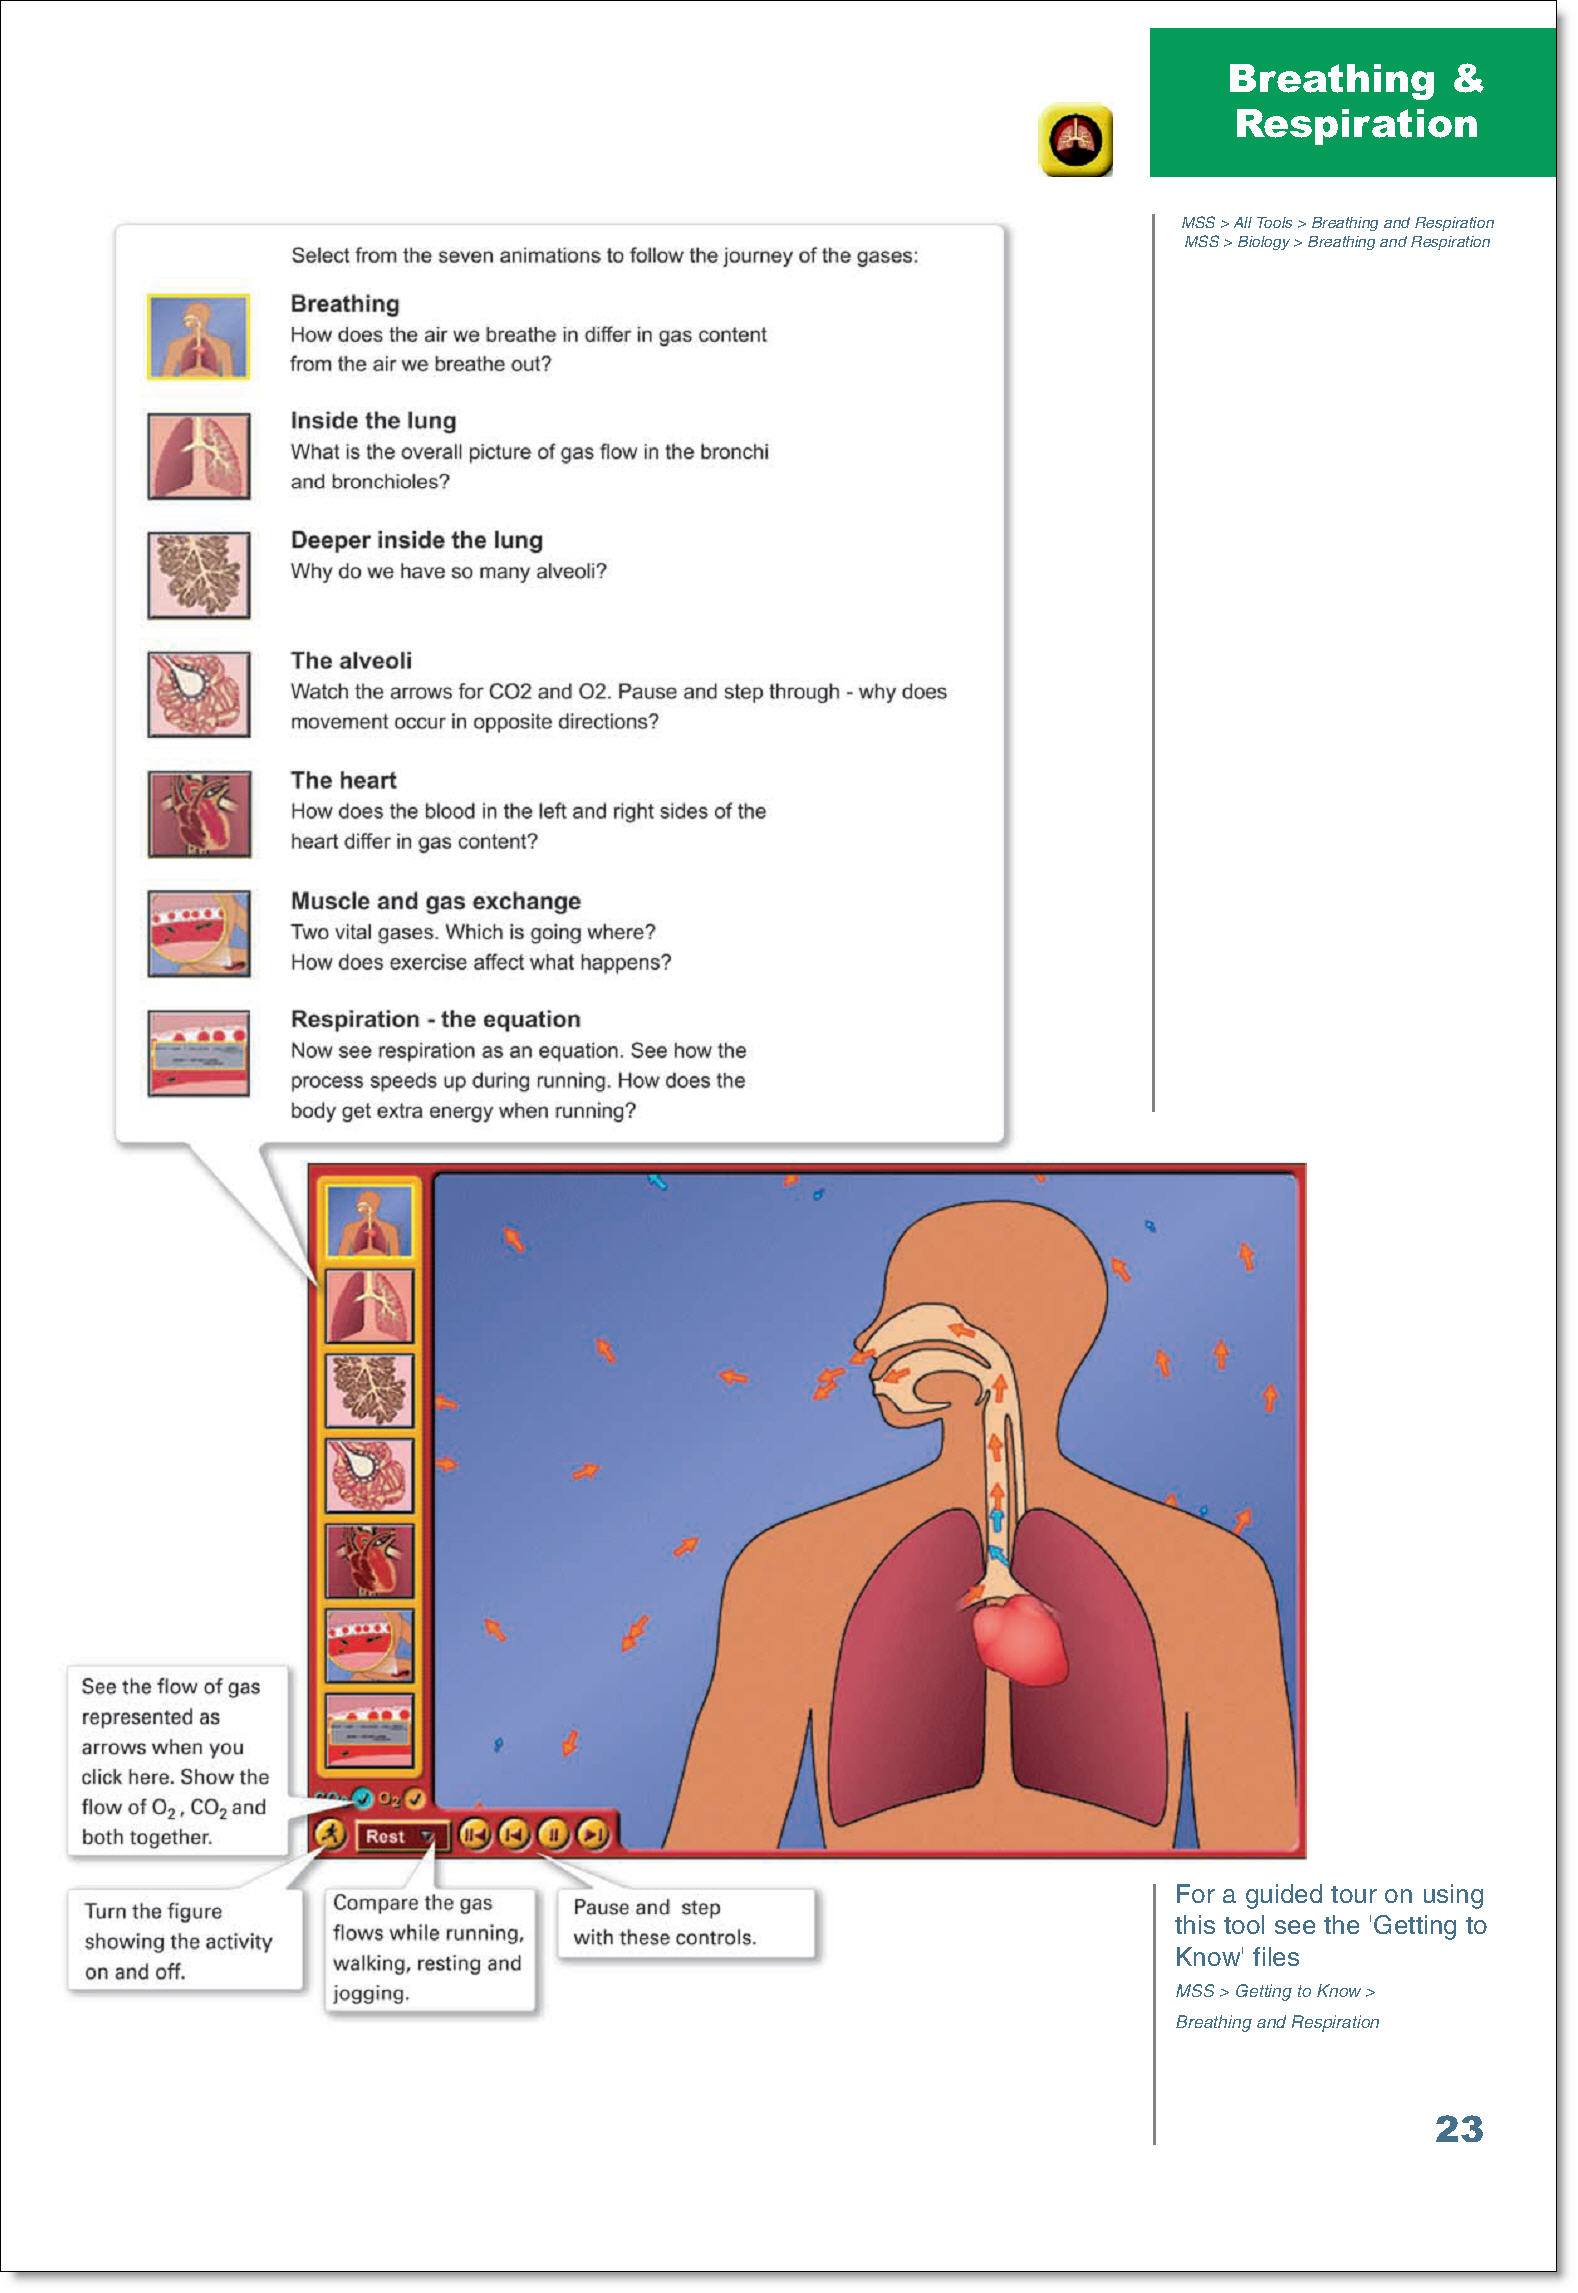 Breathing &
Respiration
MSS > All Tools > Breathing and Respiration
MSS > Biology > Breathing and Respiration
Select from the seven animations to follow the journey of the gases:
Breathing
How does the air we breathe in differ in gas content
from the air we breathe out?
Inside the lung
What is the overall picture of gas flow in the bronchi
and bronchioles?
Deeper inside the lung
Why do we have so many alveoli?
The alveoli
Watch the arrows for CO2 and O2. Pause and step through - why does
movement occur in opposite directions?
The heart
How does the blood in the left and right sides of the
heart differ in gas content?
Muscle and gas exchange
Two vital gases. Which is going where?
How does exercise affect what happens?
Respiration - the equation
Now see respiration as an equation. See how the
process speeds up during running. How does the
body get extra energy when running?
See the flow of gas
represented as
arrows when you
click here. Show the
flow of O₂, CO₂ and
both together.
O₂
Rest
Turn the figure
showing the activity
on and off.
Compare the gas
flows while running,
walking, resting and
jogging.
Pause and step
with these controls.
For a guided tour on using
this tool see the 'Getting to
Know' files
MSS > Getting to Know >
Breathing and Respiration
23